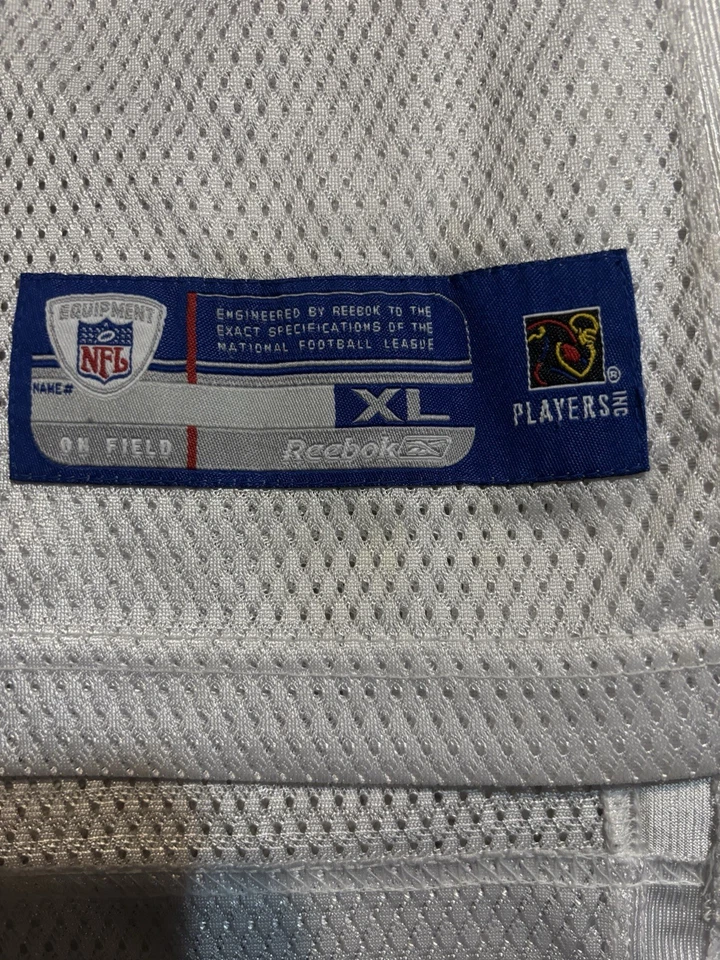 EQUIPMENT
NFL
ENGINEERED BY REEBOK TO THE
EXACT SPECIFICATIONS OF THE
NATIONAL FOOTBALL LEAGUE
NAME#
XL
ON FIELD
Reebok
®
PLAYERS INC